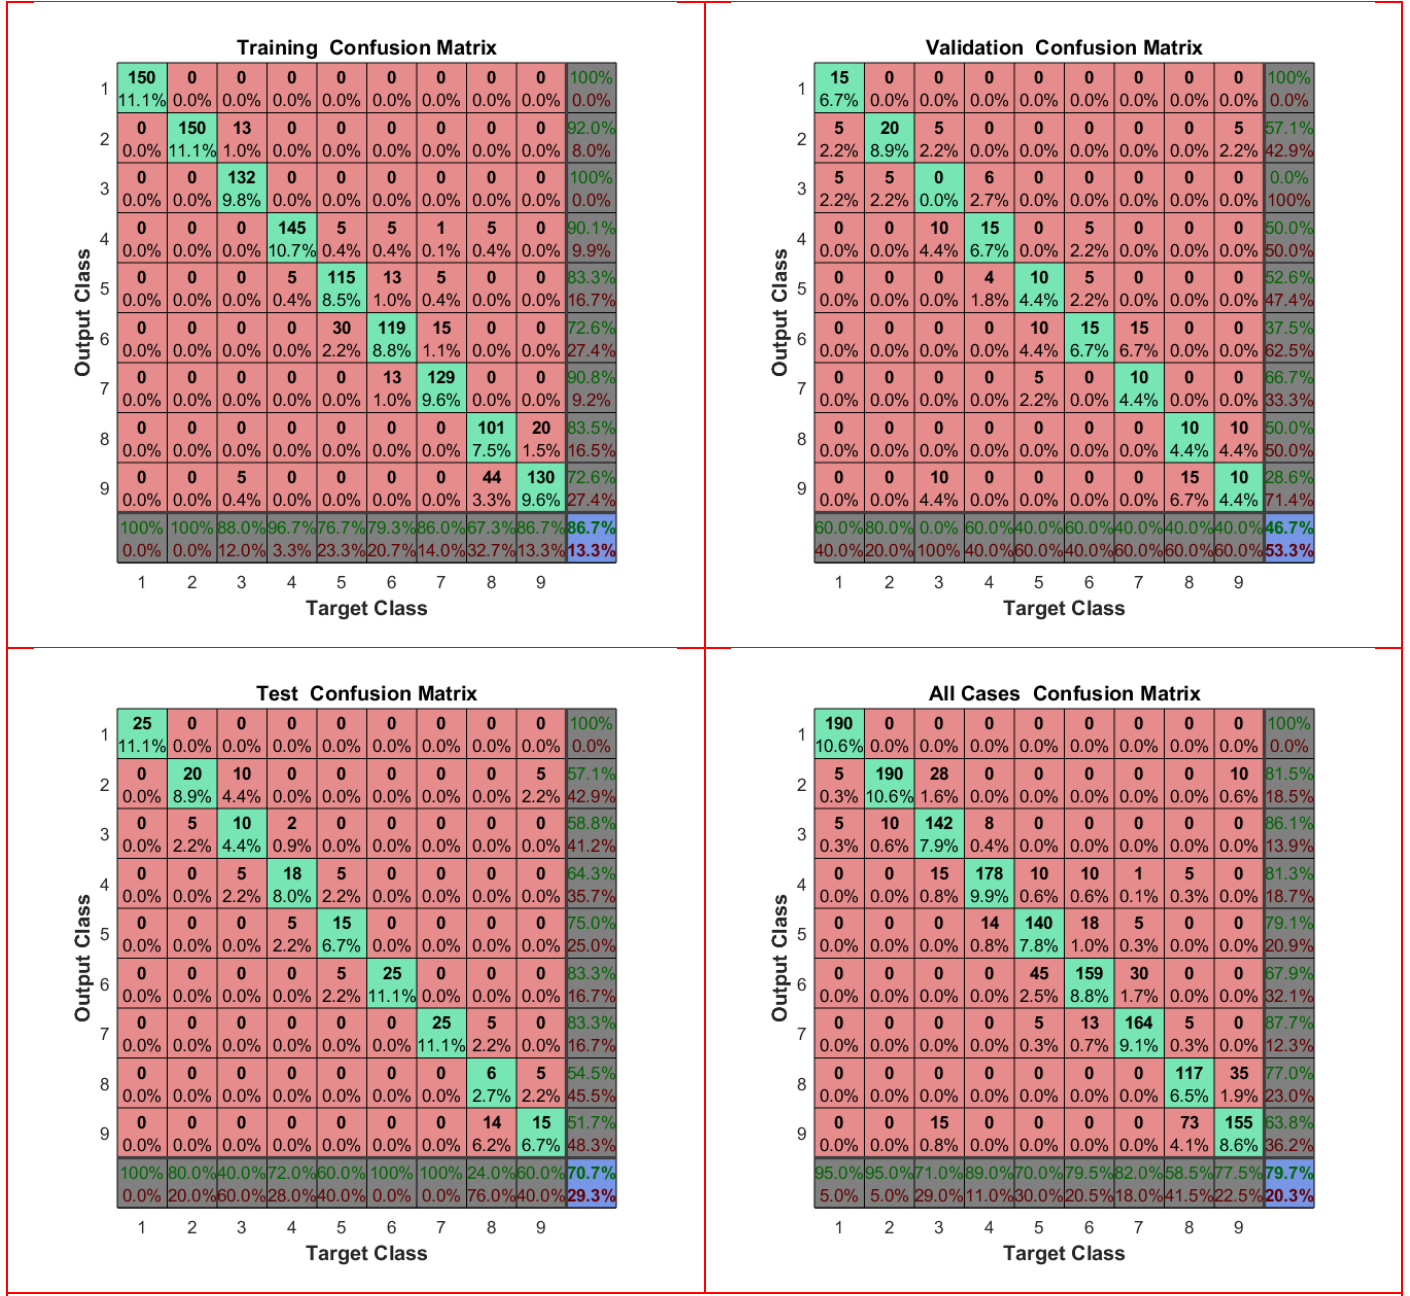 Training  Confusion Matrix
Output Class
1
150 0 0 0 0 0 0 0 0 100%
11.1% 0.0% 0.0% 0.0% 0.0% 0.0% 0.0% 0.0% 0.0% 0.0%
2
0 150 13 0 0 0 0 0 0 92.0%
0.0% 11.1% 1.0% 0.0% 0.0% 0.0% 0.0% 0.0% 0.0% 8.0%
3
0 0 132 0 0 0 0 0 0 100%
0.0% 0.0% 9.8% 0.0% 0.0% 0.0% 0.0% 0.0% 0.0% 0.0%
4
0 0 0 145 5 5 1 5 0 90.1%
0.0% 0.0% 0.0% 10.7% 0.4% 0.4% 0.1% 0.4% 0.0% 9.9%
5
0 0 0 5 115 13 5 0 0 83.3%
0.0% 0.0% 0.0% 0.4% 8.5% 1.0% 0.4% 0.0% 0.0% 16.7%
6
0 0 0 0 30 119 15 0 0 72.6%
0.0% 0.0% 0.0% 0.0% 2.2% 8.8% 1.1% 0.0% 0.0% 27.4%
7
0 0 0 0 0 13 129 0 0 90.8%
0.0% 0.0% 0.0% 0.0% 0.0% 1.0% 9.6% 0.0% 0.0% 9.2%
8
0 0 0 0 0 0 0 101 20 83.5%
0.0% 0.0% 0.0% 0.0% 0.0% 0.0% 0.0% 7.5% 1.5% 16.5%
9
0 0 5 0 0 0 0 44 130 72.6%
0.0% 0.0% 0.4% 0.0% 0.0% 0.0% 0.0% 3.3% 9.6% 27.4%
100% 100% 88.0% 96.7% 76.7% 79.3% 86.0% 67.3% 86.7% 86.7%
0.0% 0.0% 12.0% 3.3% 23.3% 20.7% 14.0% 32.7% 13.3% 13.3%
1 2 3 4 5 6 7 8 9
Target Class
Validation  Confusion Matrix
Output Class
1
15 0 0 0 0 0 0 0 0 100%
6.7% 0.0% 0.0% 0.0% 0.0% 0.0% 0.0% 0.0% 0.0% 0.0%
2
5 20 5 0 0 0 0 0 5 57.1%
2.2% 8.9% 2.2% 0.0% 0.0% 0.0% 0.0% 0.0% 2.2% 42.9%
3
5 5 0 6 0 0 0 0 0 0.0%
2.2% 2.2% 0.0% 2.7% 0.0% 0.0% 0.0% 0.0% 0.0% 100%
4
0 0 10 15 0 5 0 0 0 50.0%
0.0% 0.0% 4.4% 6.7% 0.0% 2.2% 0.0% 0.0% 0.0% 50.0%
5
0 0 0 4 10 5 0 0 0 52.6%
0.0% 0.0% 0.0% 1.8% 4.4% 2.2% 0.0% 0.0% 0.0% 47.4%
6
0 0 0 0 10 15 15 0 0 37.5%
0.0% 0.0% 0.0% 0.0% 4.4% 6.7% 6.7% 0.0% 0.0% 62.5%
7
0 0 0 0 5 0 10 0 0 66.7%
0.0% 0.0% 0.0% 0.0% 2.2% 0.0% 4.4% 0.0% 0.0% 33.3%
8
0 0 0 0 0 0 0 10 10 50.0%
0.0% 0.0% 0.0% 0.0% 0.0% 0.0% 0.0% 4.4% 4.4% 50.0%
9
0 0 10 0 0 0 0 15 10 28.6%
0.0% 0.0% 4.4% 0.0% 0.0% 0.0% 0.0% 6.7% 4.4% 71.4%
60.0% 80.0% 0.0% 60.0% 40.0% 60.0% 40.0% 40.0% 40.0% 46.7%
40.0% 20.0% 100% 40.0% 60.0% 40.0% 60.0% 60.0% 60.0% 53.3%
1 2 3 4 5 6 7 8 9
Target Class
Test  Confusion Matrix
Output Class
1
25 0 0 0 0 0 0 0 0 100%
11.1% 0.0% 0.0% 0.0% 0.0% 0.0% 0.0% 0.0% 0.0% 0.0%
2
0 20 10 0 0 0 0 0 5 57.1%
0.0% 8.9% 4.4% 0.0% 0.0% 0.0% 0.0% 0.0% 2.2% 42.9%
3
0 5 10 2 0 0 0 0 0 58.8%
0.0% 2.2% 4.4% 0.9% 0.0% 0.0% 0.0% 0.0% 0.0% 41.2%
4
0 0 5 18 5 0 0 0 0 64.3%
0.0% 0.0% 2.2% 8.0% 2.2% 0.0% 0.0% 0.0% 0.0% 35.7%
5
0 0 0 5 15 0 0 0 0 75.0%
0.0% 0.0% 0.0% 2.2% 6.7% 0.0% 0.0% 0.0% 0.0% 25.0%
6
0 0 0 0 5 25 0 0 0 83.3%
0.0% 0.0% 0.0% 0.0% 2.2% 11.1% 0.0% 0.0% 0.0% 16.7%
7
0 0 0 0 0 0 25 5 0 83.3%
0.0% 0.0% 0.0% 0.0% 0.0% 0.0% 11.1% 2.2% 0.0% 16.7%
8
0 0 0 0 0 0 0 6 5 54.5%
0.0% 0.0% 0.0% 0.0% 0.0% 0.0% 0.0% 2.7% 2.2% 45.5%
9
0 0 0 0 0 0 0 14 15 51.7%
0.0% 0.0% 0.0% 0.0% 0.0% 0.0% 0.0% 6.2% 6.7% 48.3%
100% 80.0% 40.0% 72.0% 60.0% 100% 100% 24.0% 60.0% 70.7%
0.0% 20.0% 60.0% 28.0% 40.0% 0.0% 0.0% 76.0% 40.0% 29.3%
1 2 3 4 5 6 7 8 9
Target Class
All Cases  Confusion Matrix
Output Class
1
190 0 0 0 0 0 0 0 0 100%
10.6% 0.0% 0.0% 0.0% 0.0% 0.0% 0.0% 0.0% 0.0% 0.0%
2
5 190 28 0 0 0 0 0 10 81.5%
0.3% 10.6% 1.6% 0.0% 0.0% 0.0% 0.0% 0.0% 0.6% 18.5%
3
5 10 142 8 0 0 0 0 0 86.1%
0.3% 0.6% 7.9% 0.4% 0.0% 0.0% 0.0% 0.0% 0.0% 13.9%
4
0 0 15 178 10 10 1 5 0 81.3%
0.0% 0.0% 0.8% 9.9% 0.6% 0.6% 0.1% 0.3% 0.0% 18.7%
5
0 0 0 14 140 18 5 0 0 79.1%
0.0% 0.0% 0.0% 0.8% 7.8% 1.0% 0.3% 0.0% 0.0% 20.9%
6
0 0 0 0 45 159 30 0 0 67.9%
0.0% 0.0% 0.0% 0.0% 2.5% 8.8% 1.7% 0.0% 0.0% 32.1%
7
0 0 0 0 5 13 164 5 0 87.7%
0.0% 0.0% 0.0% 0.0% 0.3% 0.7% 9.1% 0.3% 0.0% 12.3%
8
0 0 0 0 0 0 0 117 35 77.0%
0.0% 0.0% 0.0% 0.0% 0.0% 0.0% 0.0% 6.5% 1.9% 23.0%
9
0 0 15 0 0 0 0 73 155 63.8%
0.0% 0.0% 0.8% 0.0% 0.0% 0.0% 0.0% 4.1% 8.6% 36.2%
95.0% 95.0% 71.0% 89.0% 70.0% 79.5% 82.0% 58.5% 77.5% 79.7%
5.0% 5.0% 29.0% 11.0% 30.0% 20.5% 18.0% 41.5% 22.5% 20.3%
1 2 3 4 5 6 7 8 9
Target Class